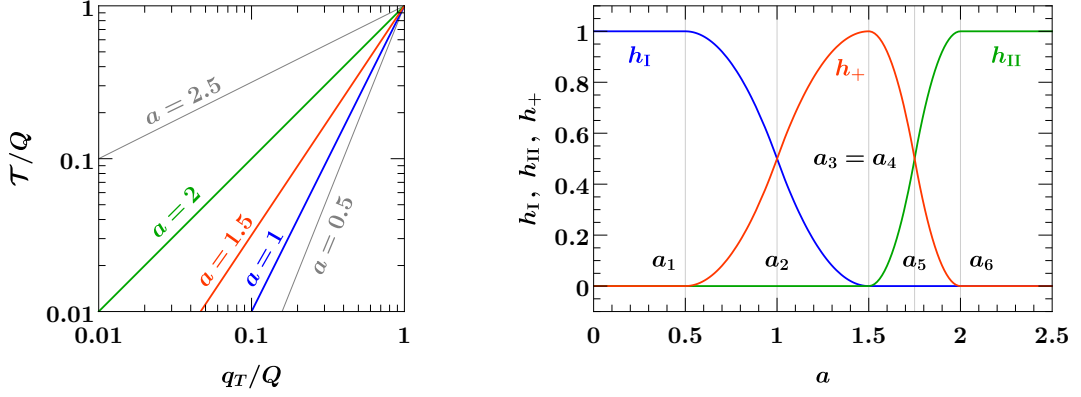 1
0.1
0.01
0.01
0.1
1
𝒯/Q
q_T/Q
a = 2.5
a = 2
a = 1.5
a = 1
a = 0.5
1
0.8
0.6
0.4
0.2
0
0
0.5
1
1.5
2
2.5
h_I , h_II , h_+
a
h_I
h_+
h_II
a_3 = a_4
a_1
a_2
a_5
a_6